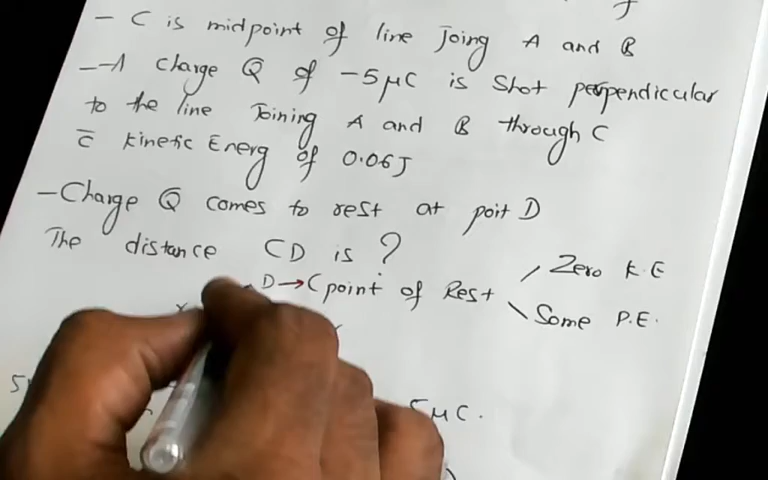 - C is midpoint of line Joing A and B
- -A charge Q of -5μC is Shot perpendicular
to the line Joining A and B through C
c̅ kinetic Energ of 0.06J
- Charge Q comes to rest at poit D
The distance CD is ?
D → (point of Rest
Zero K.E
Some P.E.
5μC.